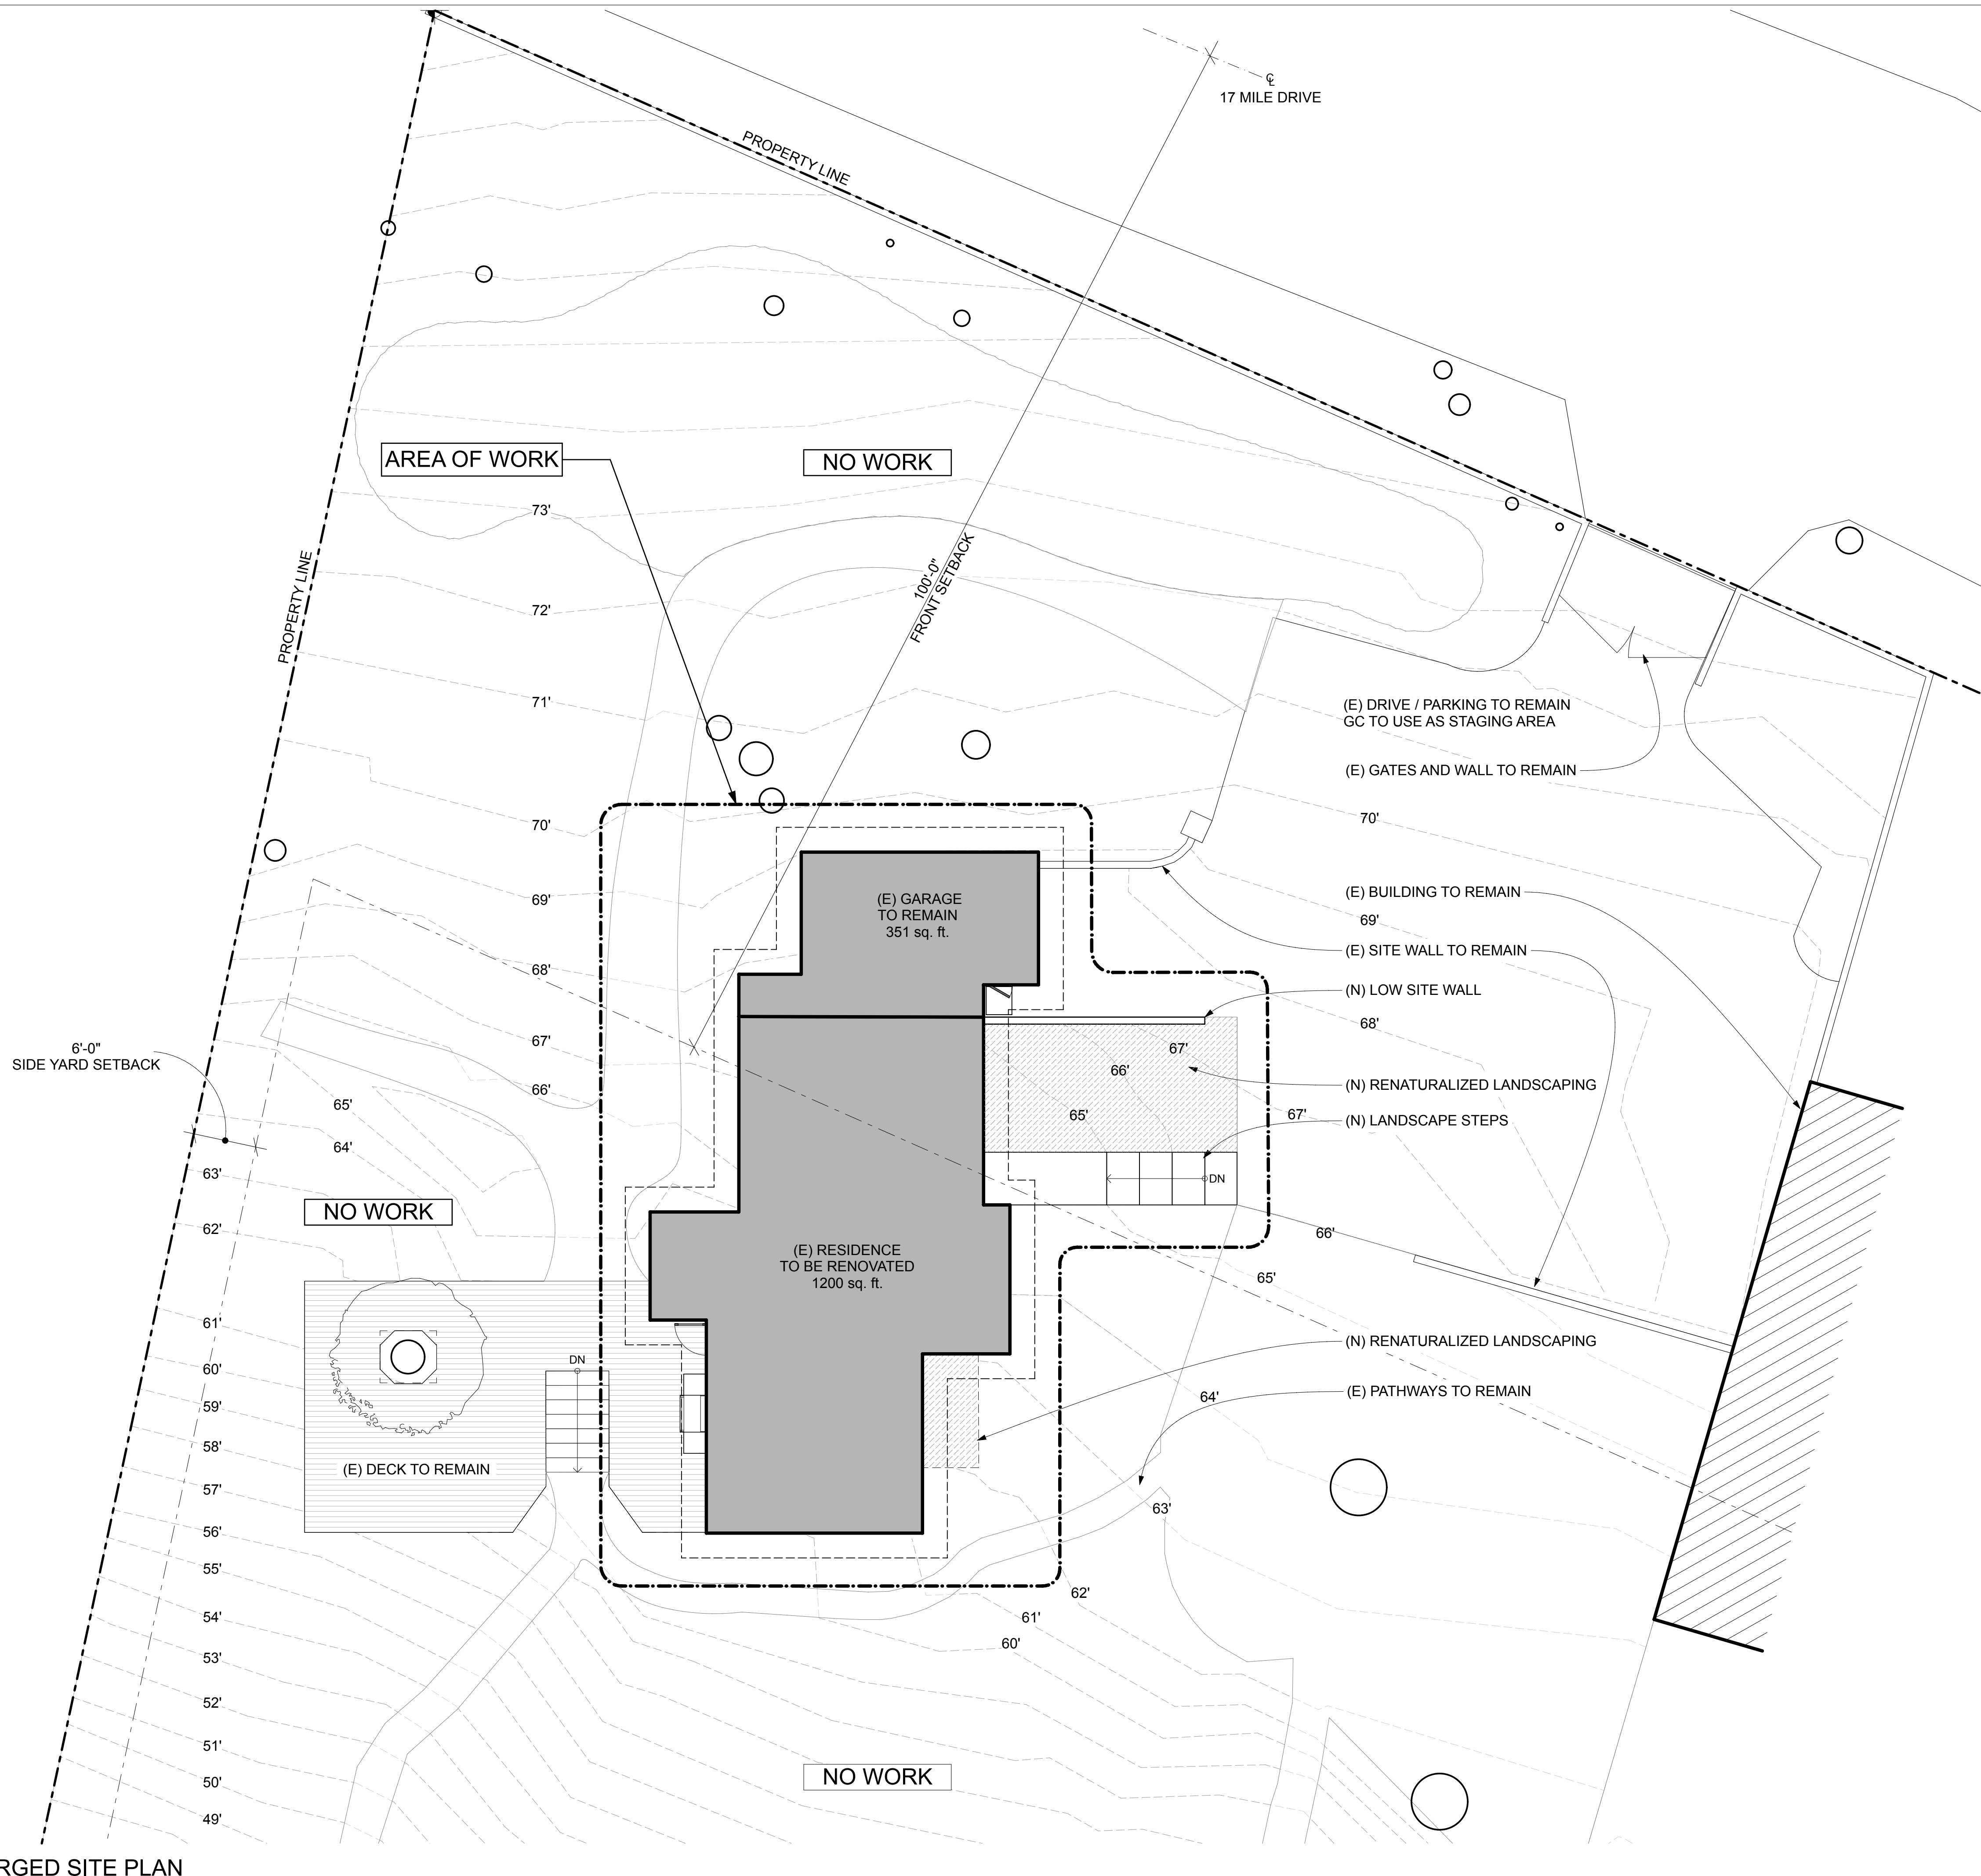 ℄
17 MILE DRIVE
PROPERTY LINE
AREA OF WORK
NO WORK
73'
100'-0"
FRONT SETBACK
PROPERTY LINE
72'
71'
(E) DRIVE / PARKING TO REMAIN
GC TO USE AS STAGING AREA
(E) GATES AND WALL TO REMAIN
70'
70'
(E) BUILDING TO REMAIN
69'
(E) GARAGE
TO REMAIN
351 sq. ft.
69'
(E) SITE WALL TO REMAIN
68'
(N) LOW SITE WALL
68'
67'
6'-0"
SIDE YARD SETBACK
67'
66'
66'
(N) RENATURALIZED LANDSCAPING
65'
65'
67'
(N) LANDSCAPE STEPS
64'
63'
DN
NO WORK
62'
66'
(E) RESIDENCE
TO BE RENOVATED
1200 sq. ft.
65'
61'
(N) RENATURALIZED LANDSCAPING
DN
60'
(E) PATHWAYS TO REMAIN
64'
59'
58'
(E) DECK TO REMAIN
57'
63'
56'
55'
62'
54'
61'
60'
53'
52'
51'
NO WORK
50'
49'
RGED SITE PLAN